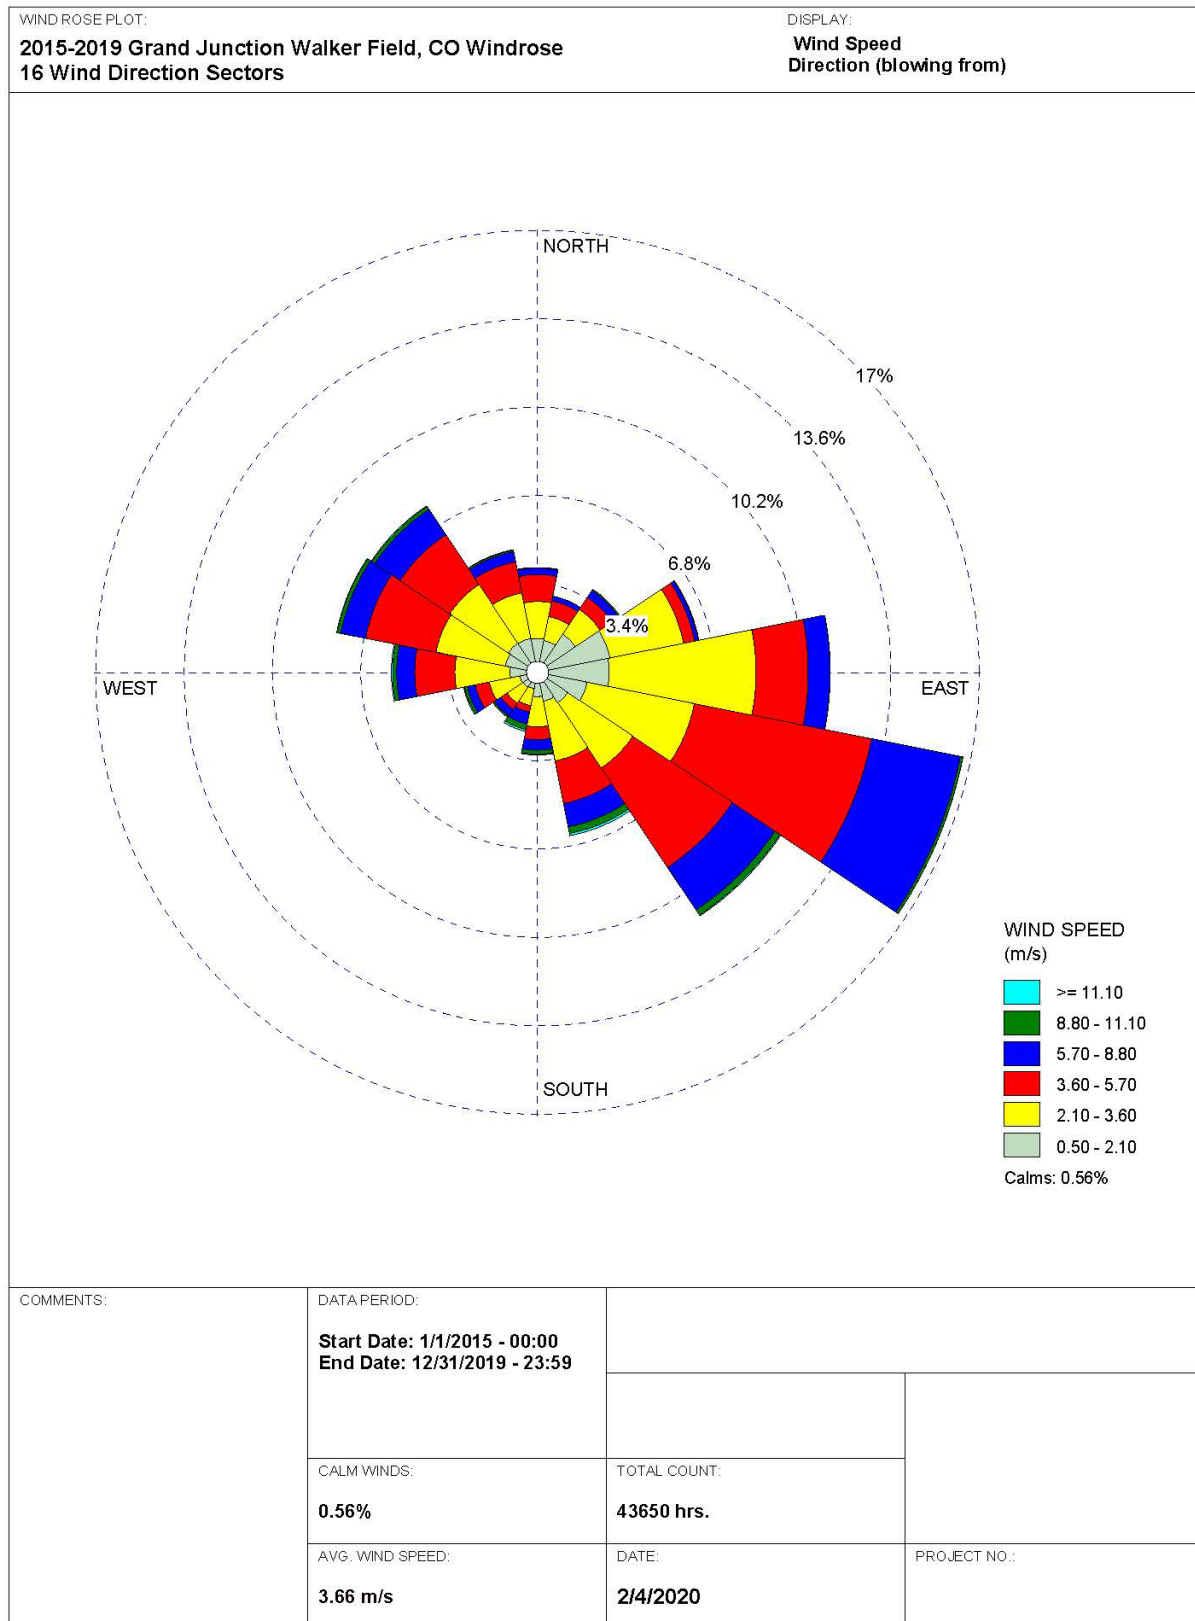 WIND ROSE PLOT:
2015-2019 Grand Junction Walker Field, CO Windrose
16 Wind Direction Sectors
DISPLAY:
Wind Speed
Direction (blowing from)
NORTH
17%
13.6%
10.2%
6.8%
3.4%
WEST
EAST
SOUTH
WIND SPEED
(m/s)
>= 11.10
8.80 - 11.10
5.70 - 8.80
3.60 - 5.70
2.10 - 3.60
0.50 - 2.10
Calms: 0.56%
COMMENTS:
DATA PERIOD:
Start Date: 1/1/2015 - 00:00
End Date: 12/31/2019 - 23:59
CALM WINDS:
0.56%
TOTAL COUNT:
43650 hrs.
AVG. WIND SPEED:
3.66 m/s
DATE:
2/4/2020
PROJECT NO.: